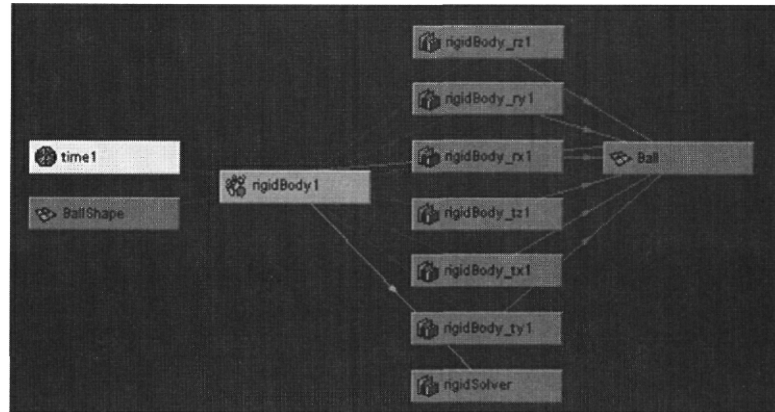 time1
BallShape
rigidBody1
rigidBody_rz1
rigidBody_ry1
rigidBody_rx1
rigidBody_tz1
rigidBody_tx1
rigidBody_ty1
rigidSolver
Ball